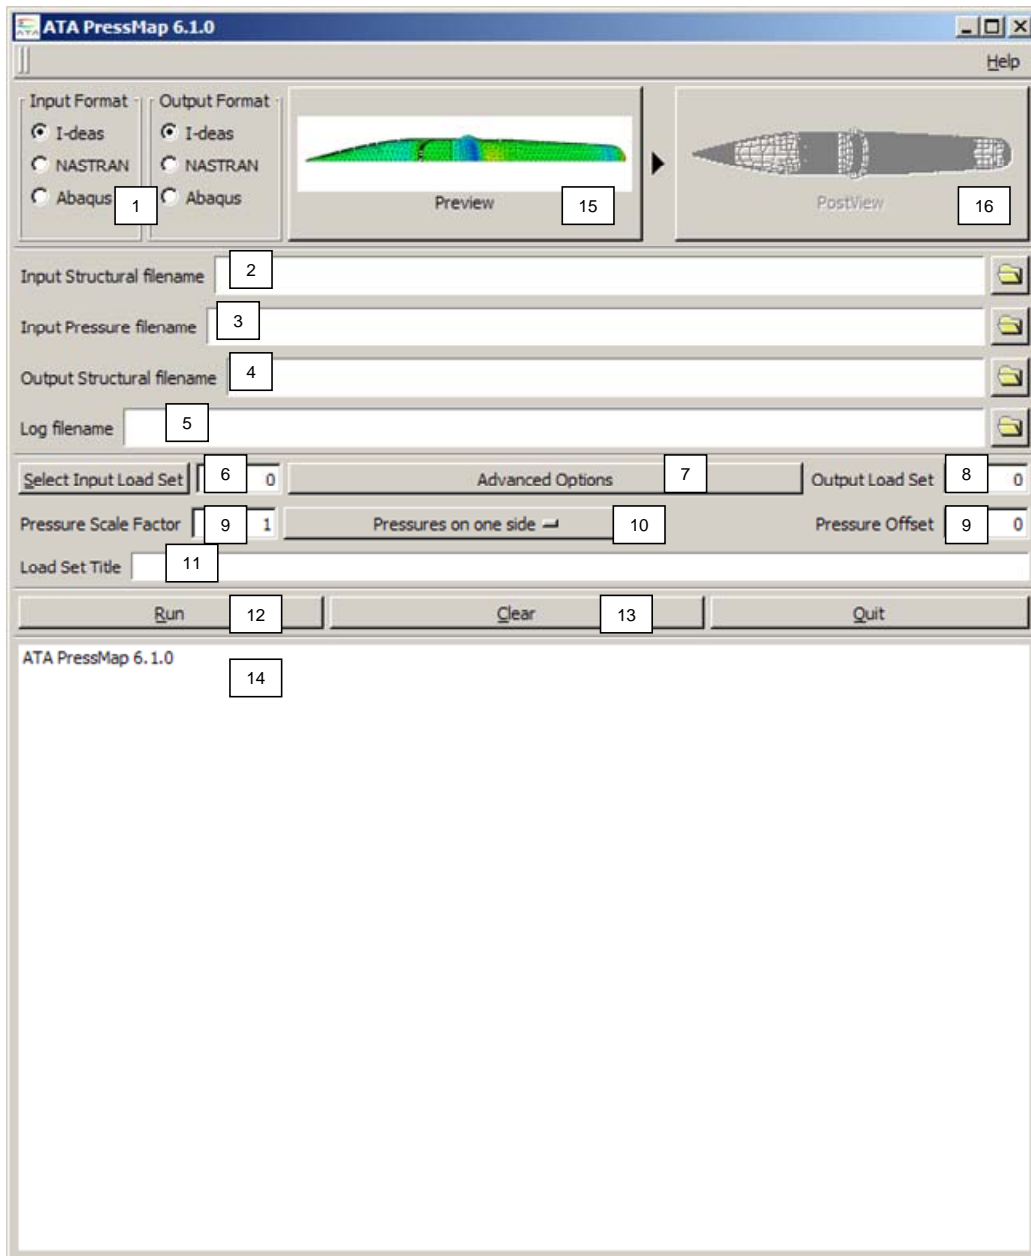 ATA PressMap 6.1.0
Help
Input Format
Output Format
I-deas
I-deas
NASTRAN
NASTRAN
Abaqus
1
Abaqus
Preview
15
PostView
16
Input Structural filename
2
Input Pressure filename
3
Output Structural filename
4
Log filename
5
Select Input Load Set
6
0
Advanced Options
7
Output Load Set
8
0
Pressure Scale Factor
9
1
Pressures on one side
10
Pressure Offset
9
0
Load Set Title
11
Run
12
Clear
13
Quit
ATA PressMap 6.1.0
14